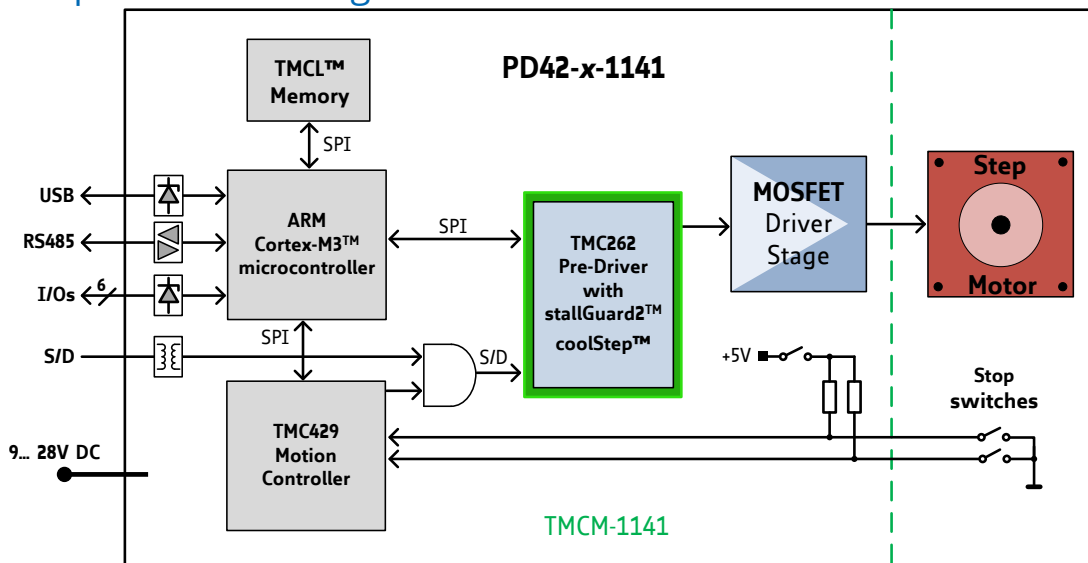 PD42-x-1141
TMCL™
Memory
SPI
USB
RS485
I/Os
6
S/D
ARM
Cortex-M3™
microcontroller
SPI
SPI
S/D
TMC262
Pre-Driver
with
stallGuard2™
coolStep™
MOSFET
Driver
Stage
Step
Motor
+5V
Stop
switches
TMC429
Motion
Controller
9... 28V DC
TMCM-1141